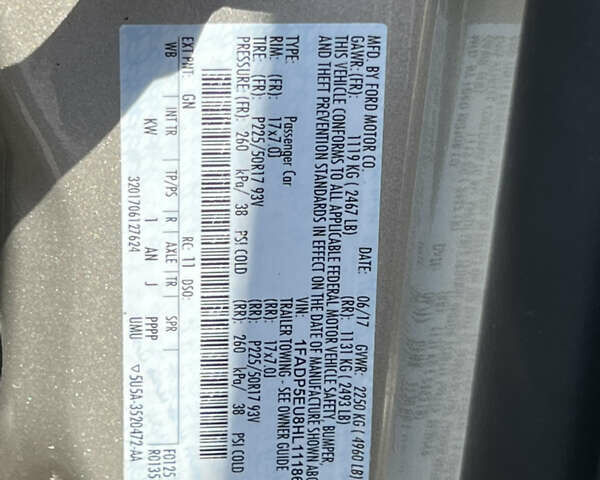 MFD. BY FORD MOTOR CO.
DATE: 06/17 GVWR: 2250 KG ( 4960 LB)
GAWR: (FR): 1119 KG ( 2467 LB) (RR): 1131 KG ( 2493 LB)
THIS VEHICLE CONFORMS TO ALL APPLICABLE FEDERAL MOTOR VEHICLE SAFETY, BUMPER,
AND THEFT PREVENTION STANDARDS IN EFFECT ON THE DATE OF MANUFACTURE SHOWN
1FADP5EU8HL11186
TYPE: Passenger Car TRAILER TOWING - SEE OWNER GUIDE
RIM: (FR): 17x7.0J (RR): 17x7.0J
TIRE: (FR): P225/50R17 93V (RR): P225/50R17 93V
PRESSURE: (FR): 260 kPa/ 38 PSI COLD (RR): 260 kPa/ 38 PSI COLD
EXT PNT: GN RC: 11 DSO: F0125
WB INT TR TP/PS R AXLE TR SPR R0135
KW 1 AN J PPPP
3201706127624 UMU ▽5U5A-3520472-AA